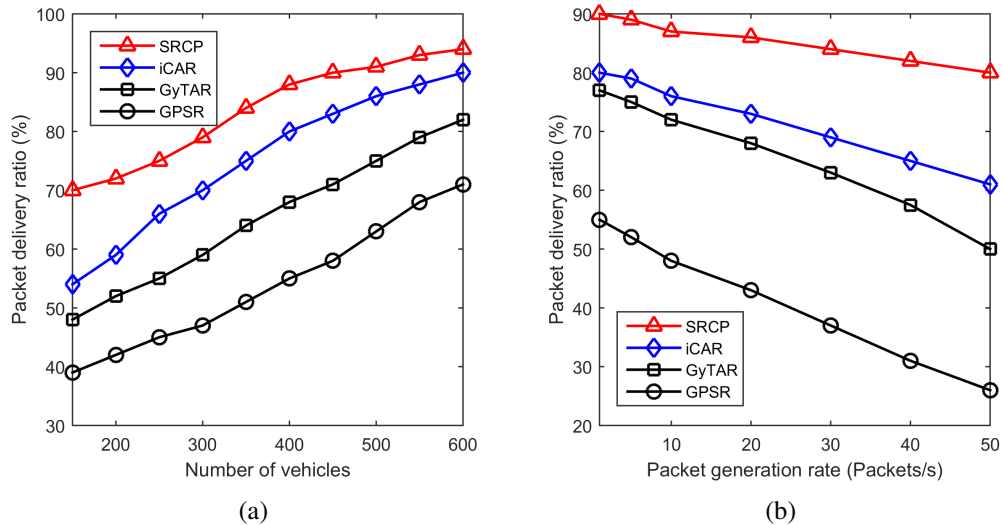 100
90
80
70
60
50
40
30
Packet delivery ratio (%)
SRCP
iCAR
GyTAR
GPSR
200 300 400 500 600
Number of vehicles
(a)
90
80
70
60
50
40
30
20
Packet delivery ratio (%)
SRCP
iCAR
GyTAR
GPSR
10 20 30 40 50
Packet generation rate (Packets/s)
(b)